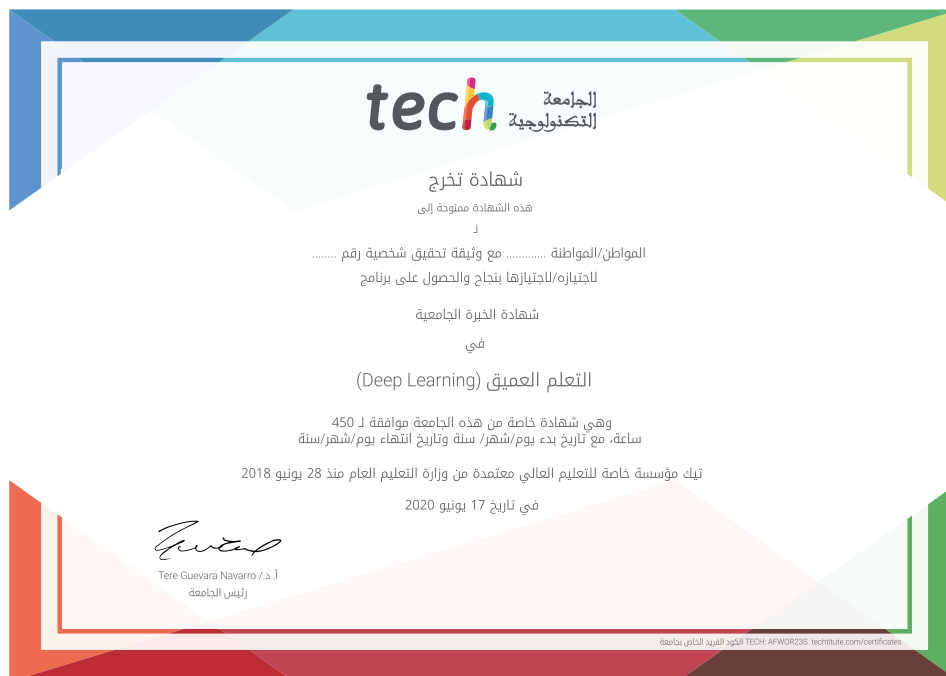 tech الجامعة
التكنولوجية
شهادة تخرج
هذه الشهادة ممنوحة إلى
لـ
المواطن/المواطنة ............. مع وثيقة تحقيق شخصية رقم ........
لاجتيازه/لاجتيازها بنجاح والحصول على برنامج
شهادة الخبرة الجامعية
في
التعلم العميق (Deep Learning)
وهي شهادة خاصة من هذه الجامعة موافقة لـ 450
ساعة، مع تاريخ بدء يوم/شهر/ سنة وتاريخ انتهاء يوم/شهر/سنة
تيك مؤسسة خاصة للتعليم العالي معتمدة من وزارة التعليم العام منذ 28 يونيو 2018
في تاريخ 17 يونيو 2020
أ. د./ Tere Guevara Navarro
رئيس الجامعة
الكود الفريد الخاص بجامعة TECH: AFWOR23S techtitute.com/certificates